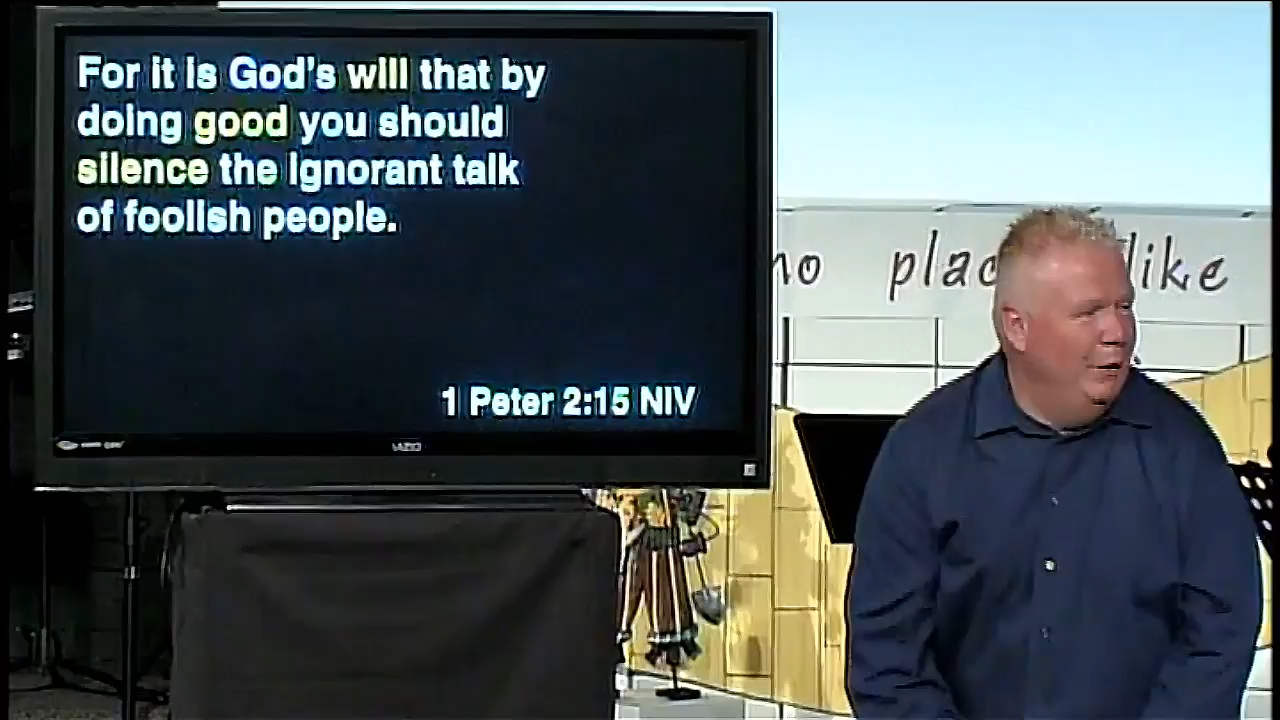 For it is God's will that by
doing good you should
silence the ignorant talk
of foolish people.
1 Peter 2:15 NIV
VIZIO
no place like